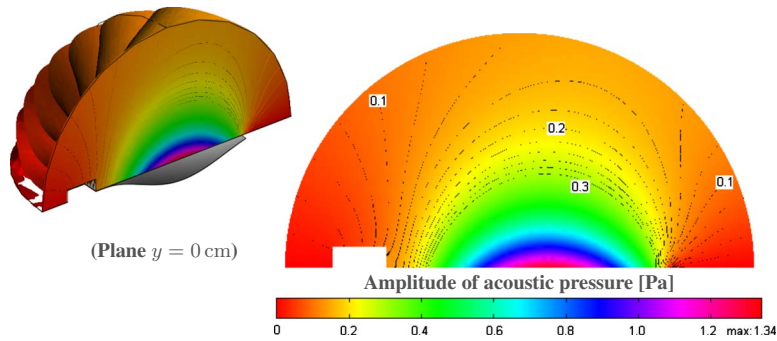 0.1
0.2
0.3
0.1
(Plane y = 0 cm)
Amplitude of acoustic pressure [Pa]
0 0.2 0.4 0.6 0.8 1.0 1.2 max:1.34